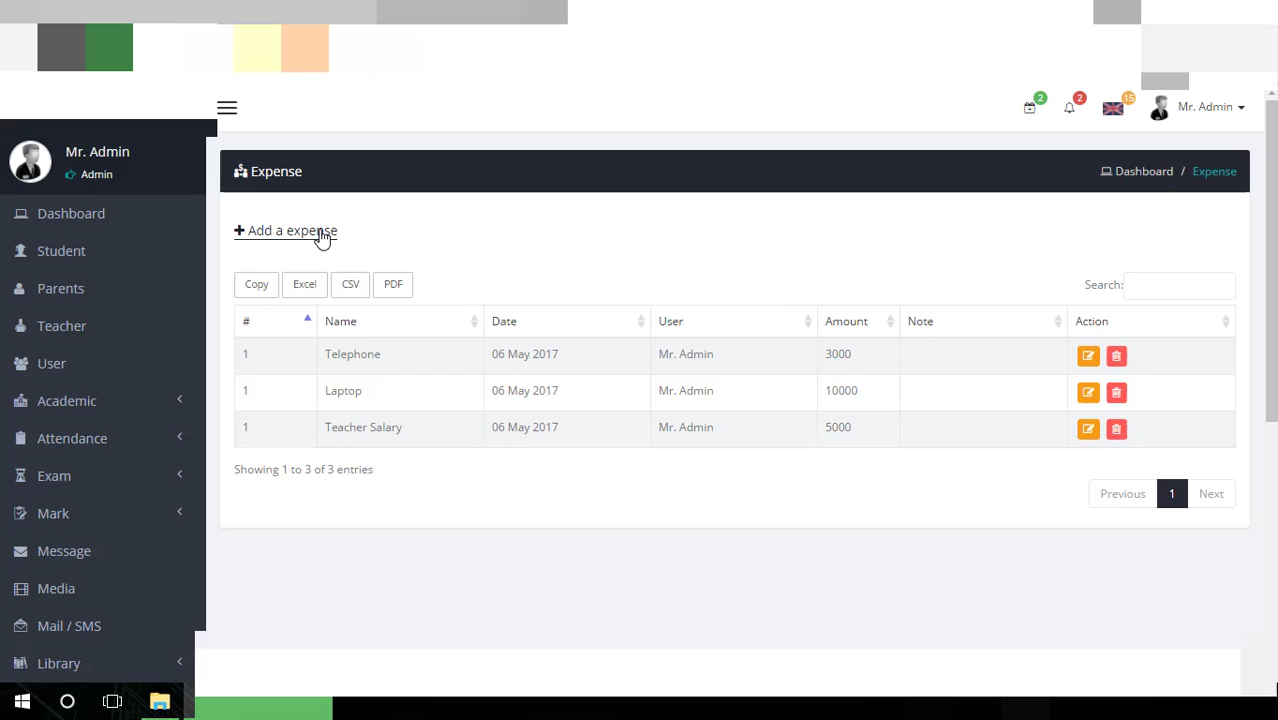 2 2 15 Mr. Admin
Mr. Admin
Admin
Expense
Dashboard / Expense
Dashboard
Student
Parents
Teacher
User
Academic
Attendance
Exam
Mark
Message
Media
Mail / SMS
Library
Add a expense
Copy Excel CSV PDF
Search:
# Name Date User Amount Note Action
1 Telephone 06 May 2017 Mr. Admin 3000
1 Laptop 06 May 2017 Mr. Admin 10000
1 Teacher Salary 06 May 2017 Mr. Admin 5000
Showing 1 to 3 of 3 entries
Previous 1 Next